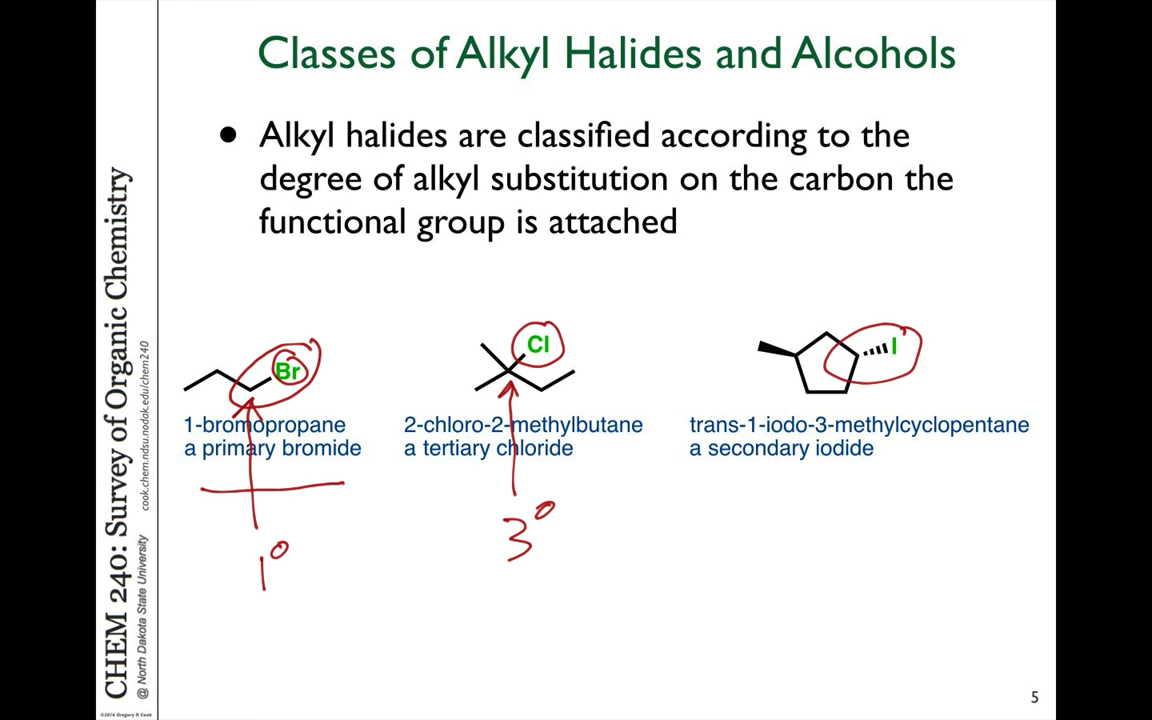 Classes of Alkyl Halides and Alcohols
● Alkyl halides are classified according to the
degree of alkyl substitution on the carbon the
functional group is attached
Br
Cl
I
1-bromopropane
a primary bromide
2-chloro-2-methylbutane
a tertiary chloride
trans-1-iodo-3-methylcyclopentane
a secondary iodide
1°
3°
CHEM 240: Survey of Organic Chemistry
@ North Dakota State University
cook.chem.ndsu.nodak.edu/chem240
©2014 Gregory R Cook
5